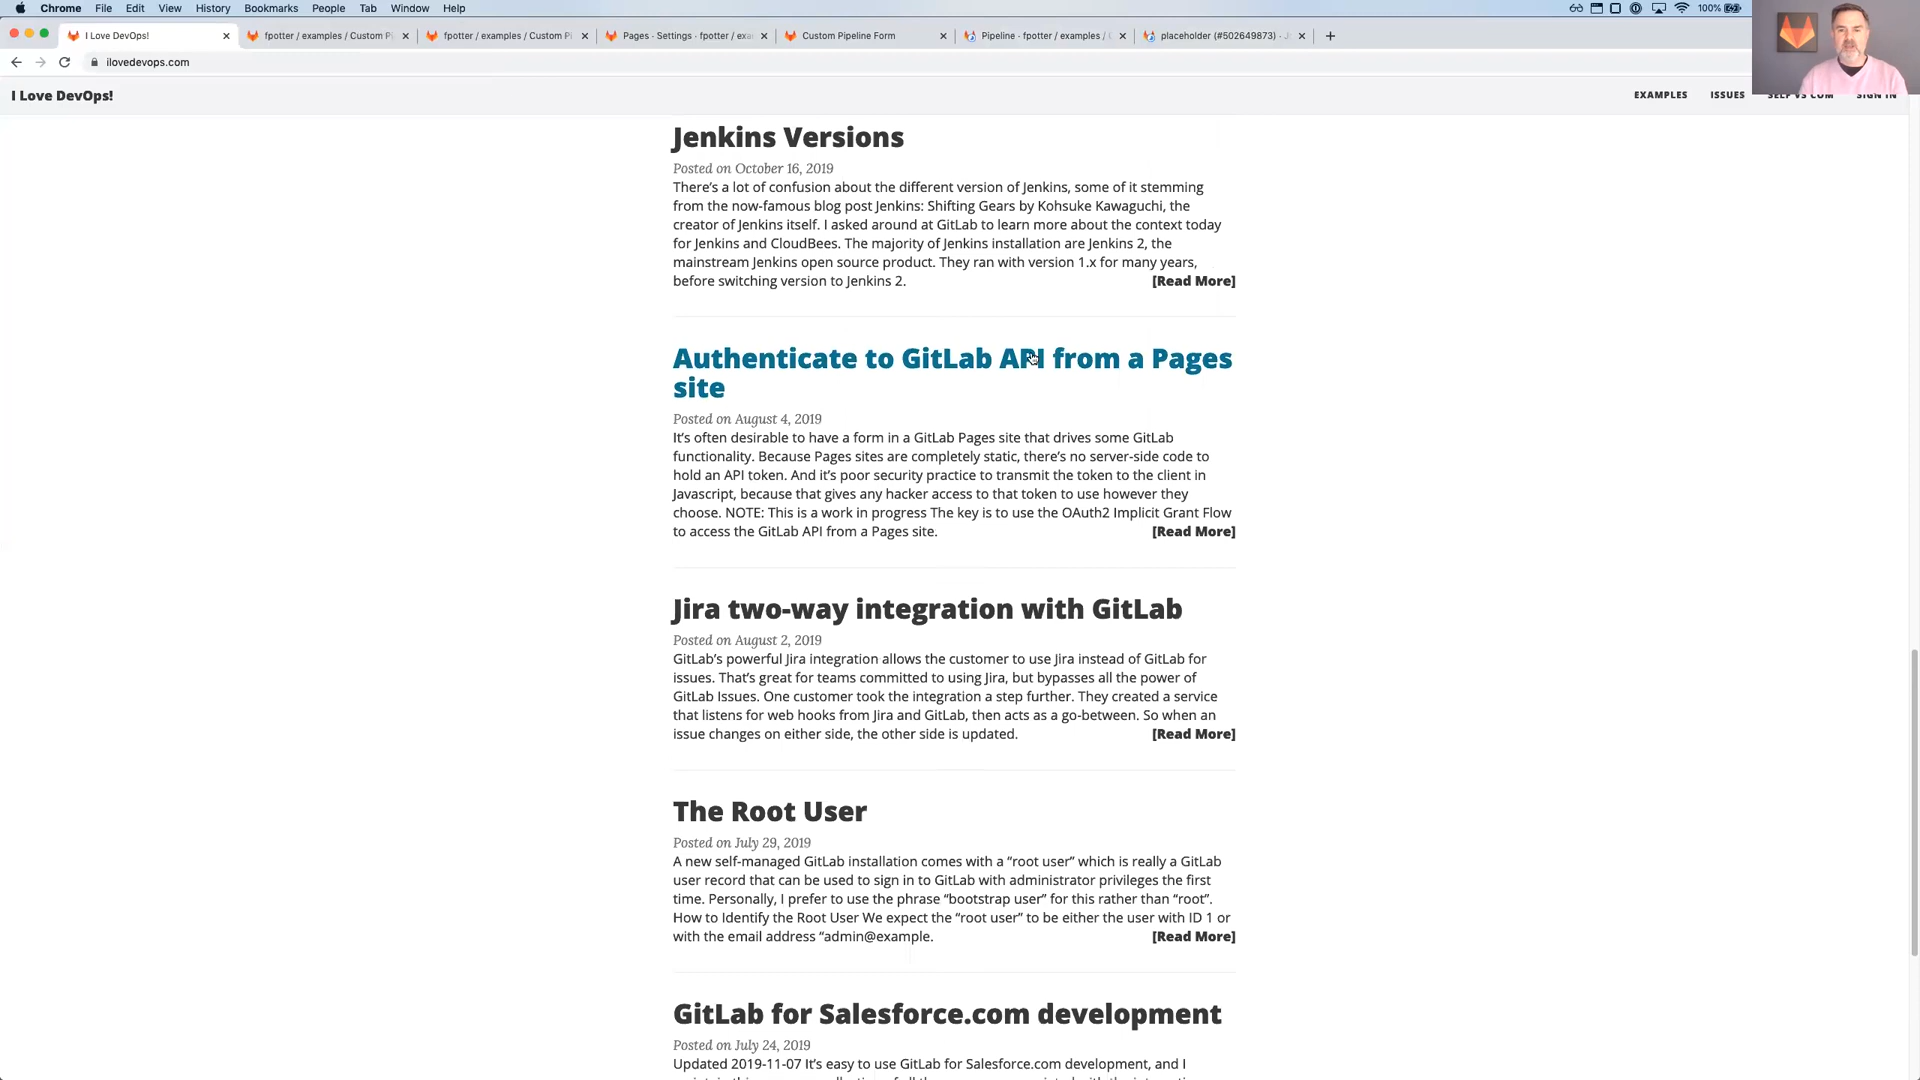 Chrome File Edit View History Bookmarks People Tab Window Help 100%
I Love DevOps! fpotter / examples / Custom Pi fpotter / examples / Custom Pi Pages · Settings · fpotter / exa Custom Pipeline Form Pipeline · fpotter / examples / placeholder (#502649873) ·
ilovedevops.com
I Love DevOps! EXAMPLES ISSUES SELF VS COM SIGN IN
Jenkins Versions
Posted on October 16, 2019
There's a lot of confusion about the different version of Jenkins, some of it stemming
from the now-famous blog post Jenkins: Shifting Gears by Kohsuke Kawaguchi, the
creator of Jenkins itself. I asked around at GitLab to learn more about the context today
for Jenkins and CloudBees. The majority of Jenkins installation are Jenkins 2, the
mainstream Jenkins open source product. They ran with version 1.x for many years,
before switching version to Jenkins 2. [Read More]
Authenticate to GitLab API from a Pages
site
Posted on August 4, 2019
It's often desirable to have a form in a GitLab Pages site that drives some GitLab
functionality. Because Pages sites are completely static, there's no server-side code to
hold an API token. And it's poor security practice to transmit the token to the client in
Javascript, because that gives any hacker access to that token to use however they
choose. NOTE: This is a work in progress The key is to use the OAuth2 Implicit Grant Flow
to access the GitLab API from a Pages site. [Read More]
Jira two-way integration with GitLab
Posted on August 2, 2019
GitLab's powerful Jira integration allows the customer to use Jira instead of GitLab for
issues. That's great for teams committed to using Jira, but bypasses all the power of
GitLab Issues. One customer took the integration a step further. They created a service
that listens for web hooks from Jira and GitLab, then acts as a go-between. So when an
issue changes on either side, the other side is updated. [Read More]
The Root User
Posted on July 29, 2019
A new self-managed GitLab installation comes with a “root user” which is really a GitLab
user record that can be used to sign in to GitLab with administrator privileges the first
time. Personally, I prefer to use the phrase “bootstrap user” for this rather than “root”.
How to Identify the Root User We expect the “root user” to be either the user with ID 1 or
with the email address “admin@example. [Read More]
GitLab for Salesforce.com development
Posted on July 24, 2019
Updated 2019-11-07 It's easy to use GitLab for Salesforce.com development, and I